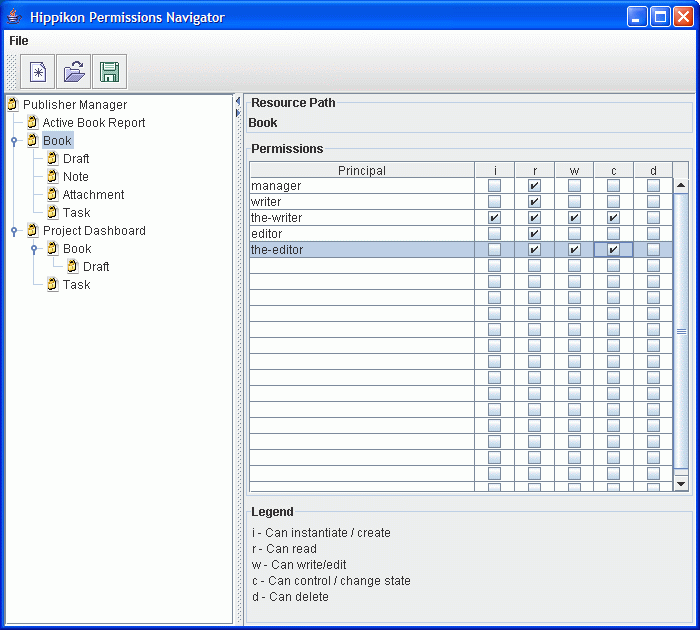 Hippikon Permissions Navigator
File
Publisher Manager
Active Book Report
Book
Draft
Note
Attachment
Task
Project Dashboard
Book
Draft
Task
Resource Path
Book
Permissions
Principal i r w c d
manager
writer
the-writer
editor
the-editor
Legend
i - Can instantiate / create
r - Can read
w - Can write/edit
c - Can control / change state
d - Can delete